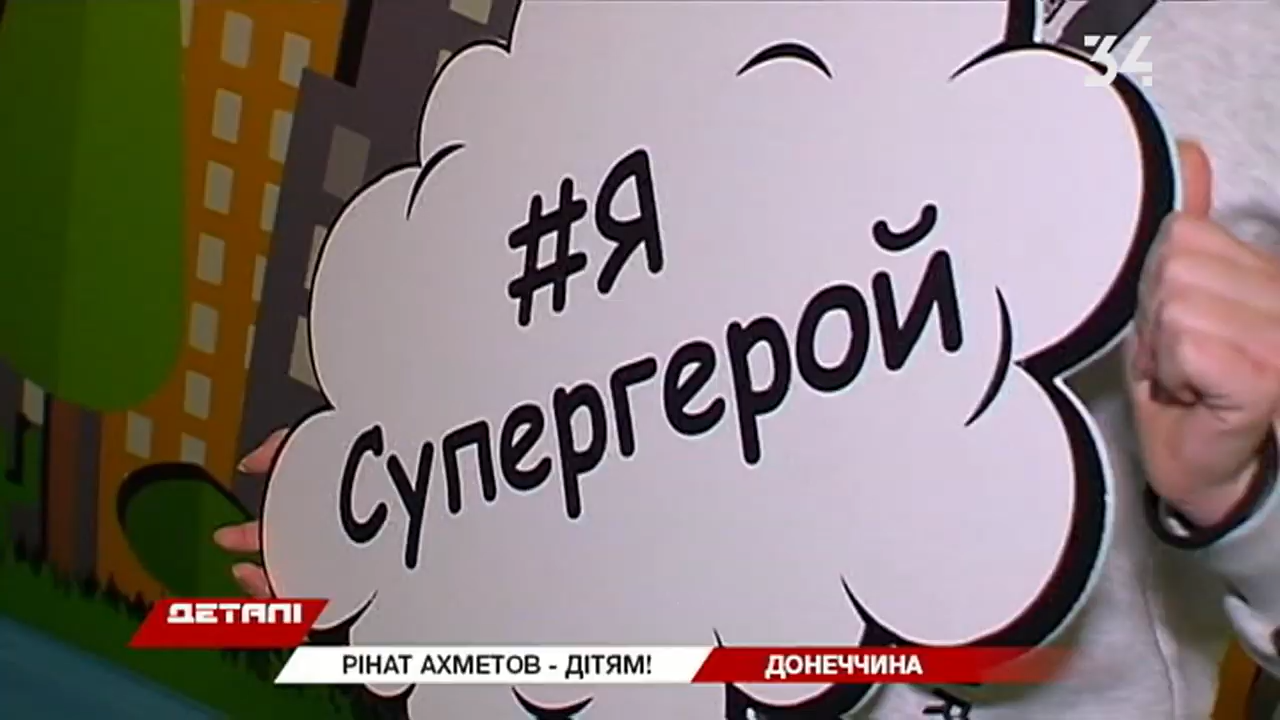 34
#Я
Супергерой
ДЕТАЛІ
РІНАТ АХМЕТОВ - ДІТЯМ!
ДОНЕЧЧИНА